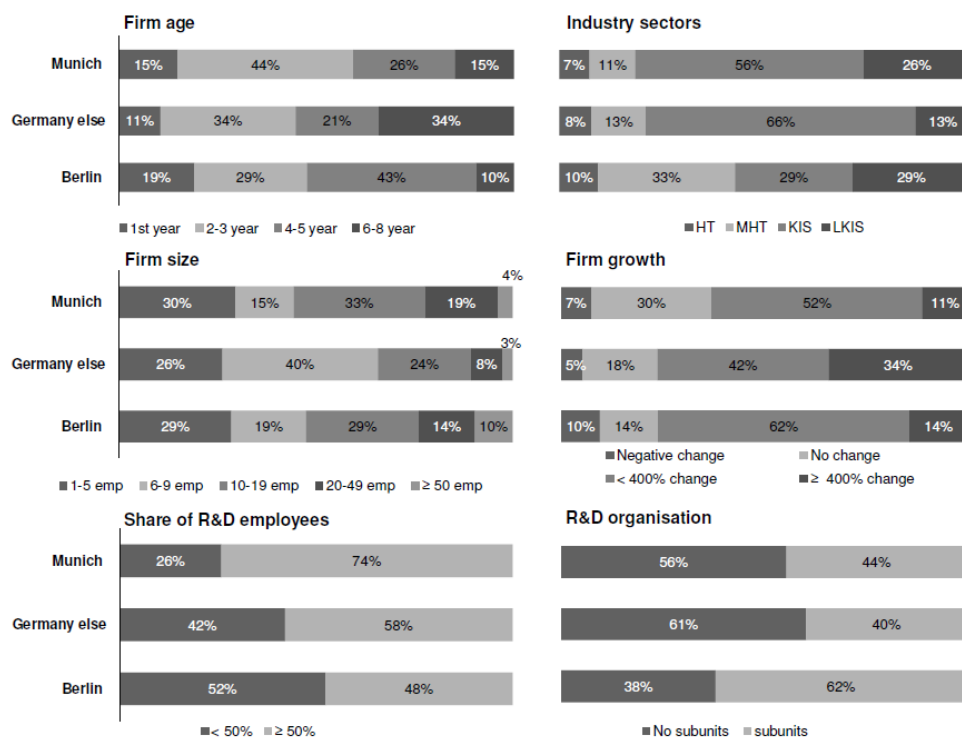 Firm age
Munich 15% 44% 26% 15%
Germany else 11% 34% 21% 34%
Berlin 19% 29% 43% 10%
1st year 2-3 year 4-5 year 6-8 year
Industry sectors
7% 11% 56% 26%
8% 13% 66% 13%
10% 33% 29% 29%
HT MHT KIS LKIS
Firm size
4%
Munich 30% 15% 33% 19%
3%
Germany else 26% 40% 24% 8%
Berlin 29% 19% 29% 14% 10%
1-5 emp 6-9 emp 10-19 emp 20-49 emp ≥ 50 emp
Firm growth
7% 30% 52% 11%
5% 18% 42% 34%
10% 14% 62% 14%
Negative change No change
< 400% change ≥ 400% change
Share of R&D employees
Munich 26% 74%
Germany else 42% 58%
Berlin 52% 48%
< 50% ≥ 50%
R&D organisation
56% 44%
61% 40%
38% 62%
No subunits subunits